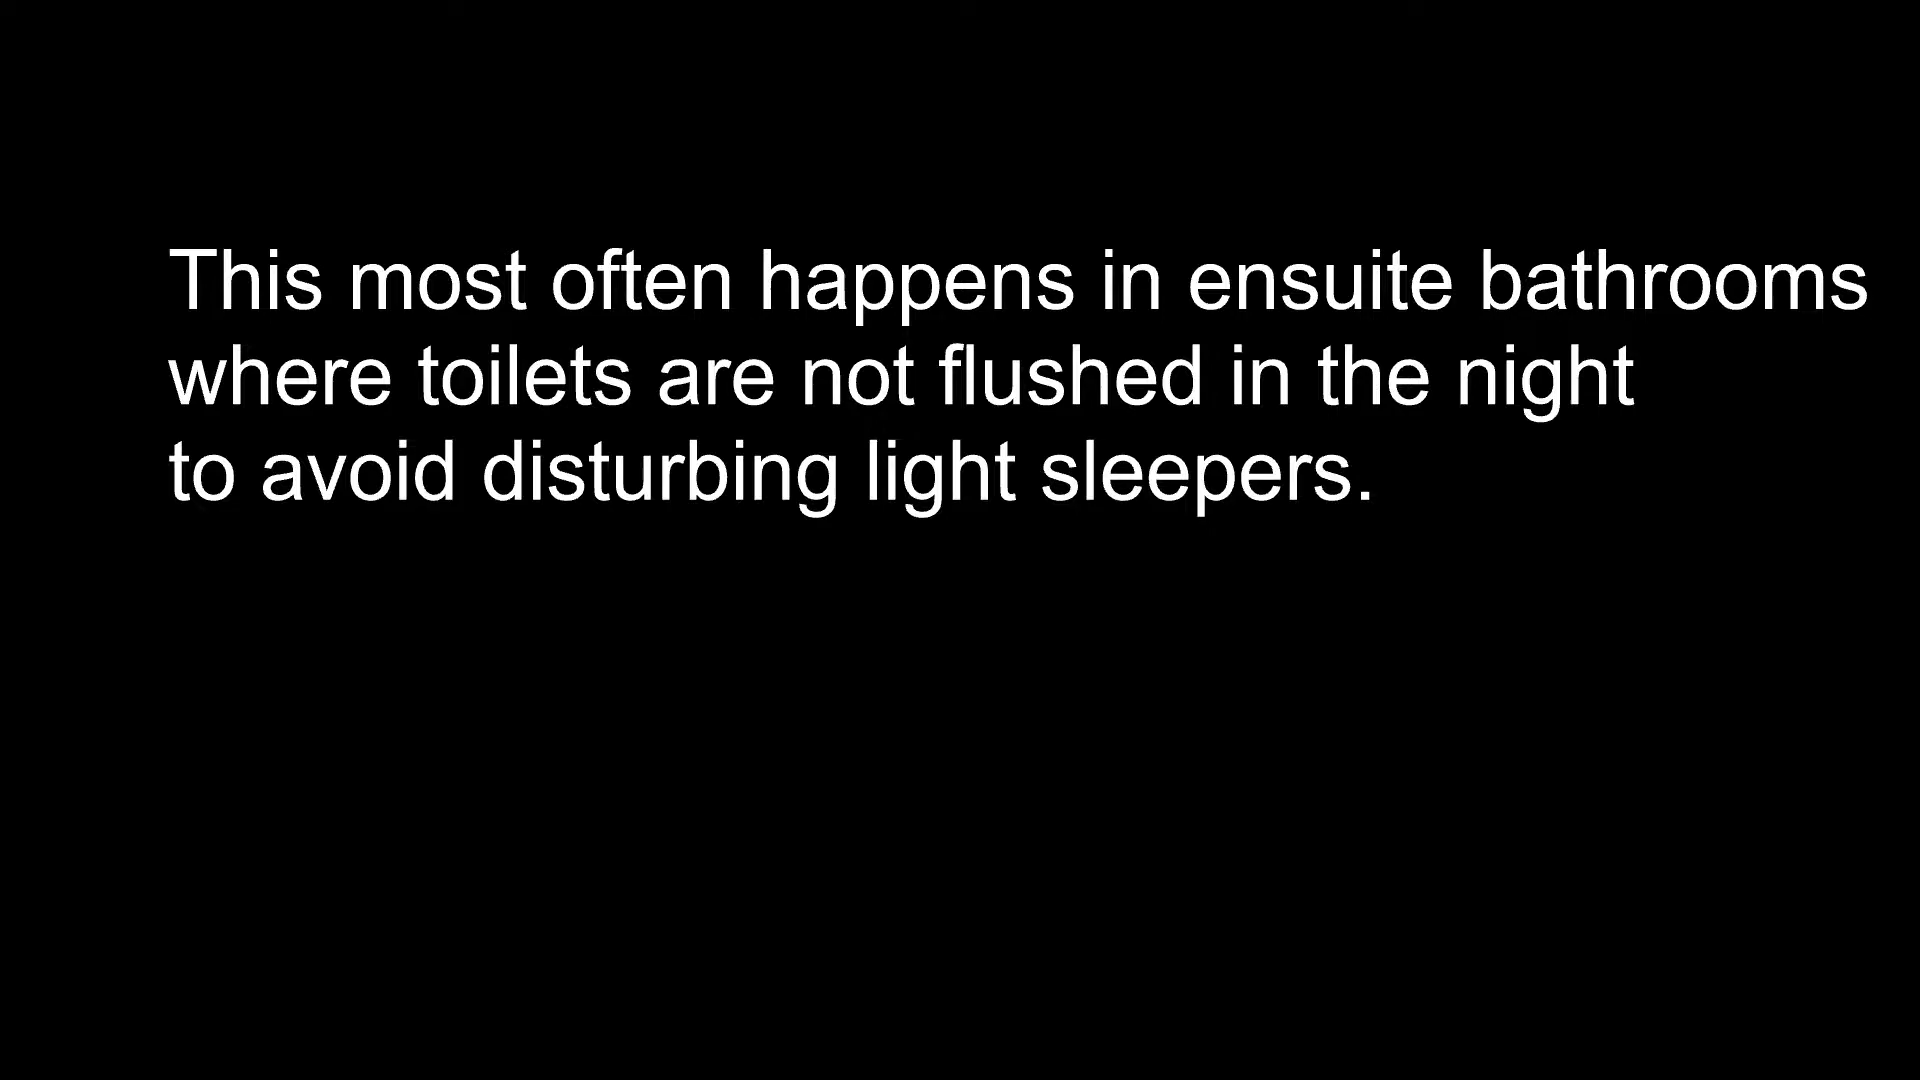 This most often happens in ensuite bathrooms
where toilets are not flushed in the night
to avoid disturbing light sleepers.